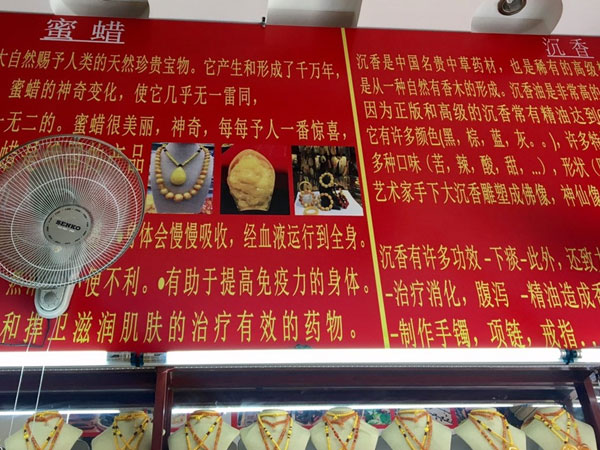 蜜蜡
大自然赐予人类的天然珍贵宝物。它产生和形成了千万年,
蜜蜡的神奇变化, 使它几乎无一雷同,
无二的。蜜蜡很美丽, 神奇, 每每予人一番惊喜,
产品
体会慢慢吸收, 经血液运行到全身。
便不利。●有助于提高免疫力的身体。
和捍卫滋润肌肤的治疗有效的药物。
BENKO
沉香
沉香是中国名贵中草药材, 也是稀有的高级
是从一种自然有香木的形成。沉香油是非常高的
因为正版和高级的沉香常有精油达到
它有许多颜色(黑, 棕, 蓝, 灰。。), 许多特
多种口味 (苦, 辣, 酸, 甜, ...), 形状
艺术家手下大沉香雕塑成佛像, 神仙像
沉香有许多功效 -下痰-此外, 还致
-治疗消化, 腹泻 -精油造成香
-制作手镯, 项链, 戒指..